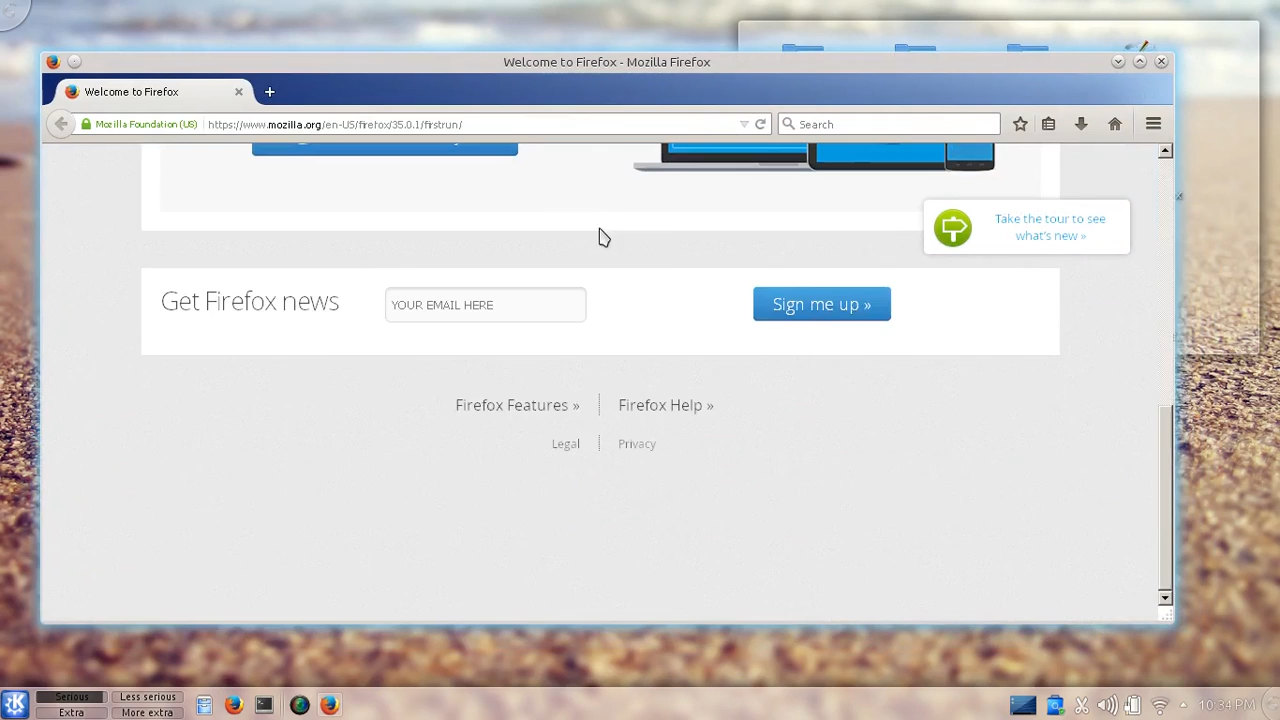 Welcome to Firefox - Mozilla Firefox
Welcome to Firefox
Mozilla Foundation (US)
https://www.mozilla.org/en-US/firefox/35.0.1/firstrun/
Search
Take the tour to see
what's new »
Get Firefox news
YOUR EMAIL HERE
Sign me up »
Firefox Features »
Firefox Help »
Legal
Privacy
Serious
Less serious
Extra
More extra
10:34 PM